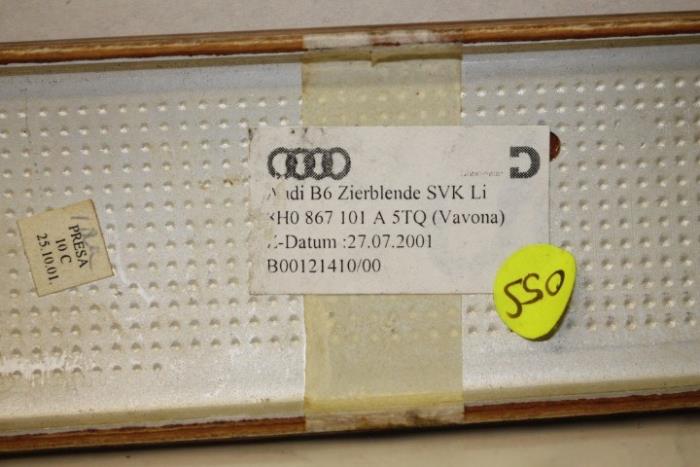 Audi B6 Zierblende SVK Li
8H0 867 101 A 5TQ (Vavona)
-Datum :27.07.2001
B00121410/00
PRESA
10 C
25.10.01.
550